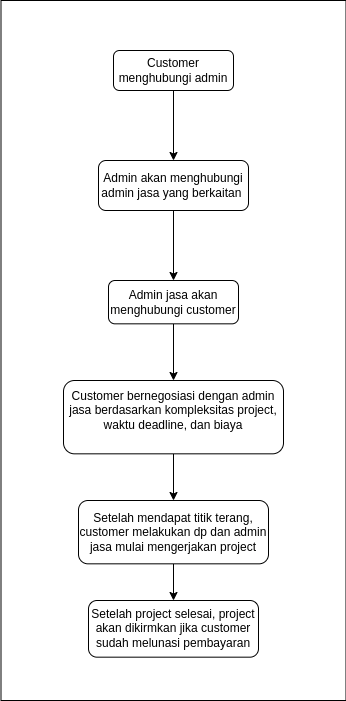 Customer
menghubungi admin
Admin akan menghubungi
admin jasa yang berkaitan
Admin jasa akan
menghubungi customer
Customer bernegosiasi dengan admin
jasa berdasarkan kompleksitas project,
waktu deadline, dan biaya
Setelah mendapat titik terang,
customer melakukan dp dan admin
jasa mulai mengerjakan project
Setelah project selesai, project
akan dikirmkan jika customer
sudah melunasi pembayaran